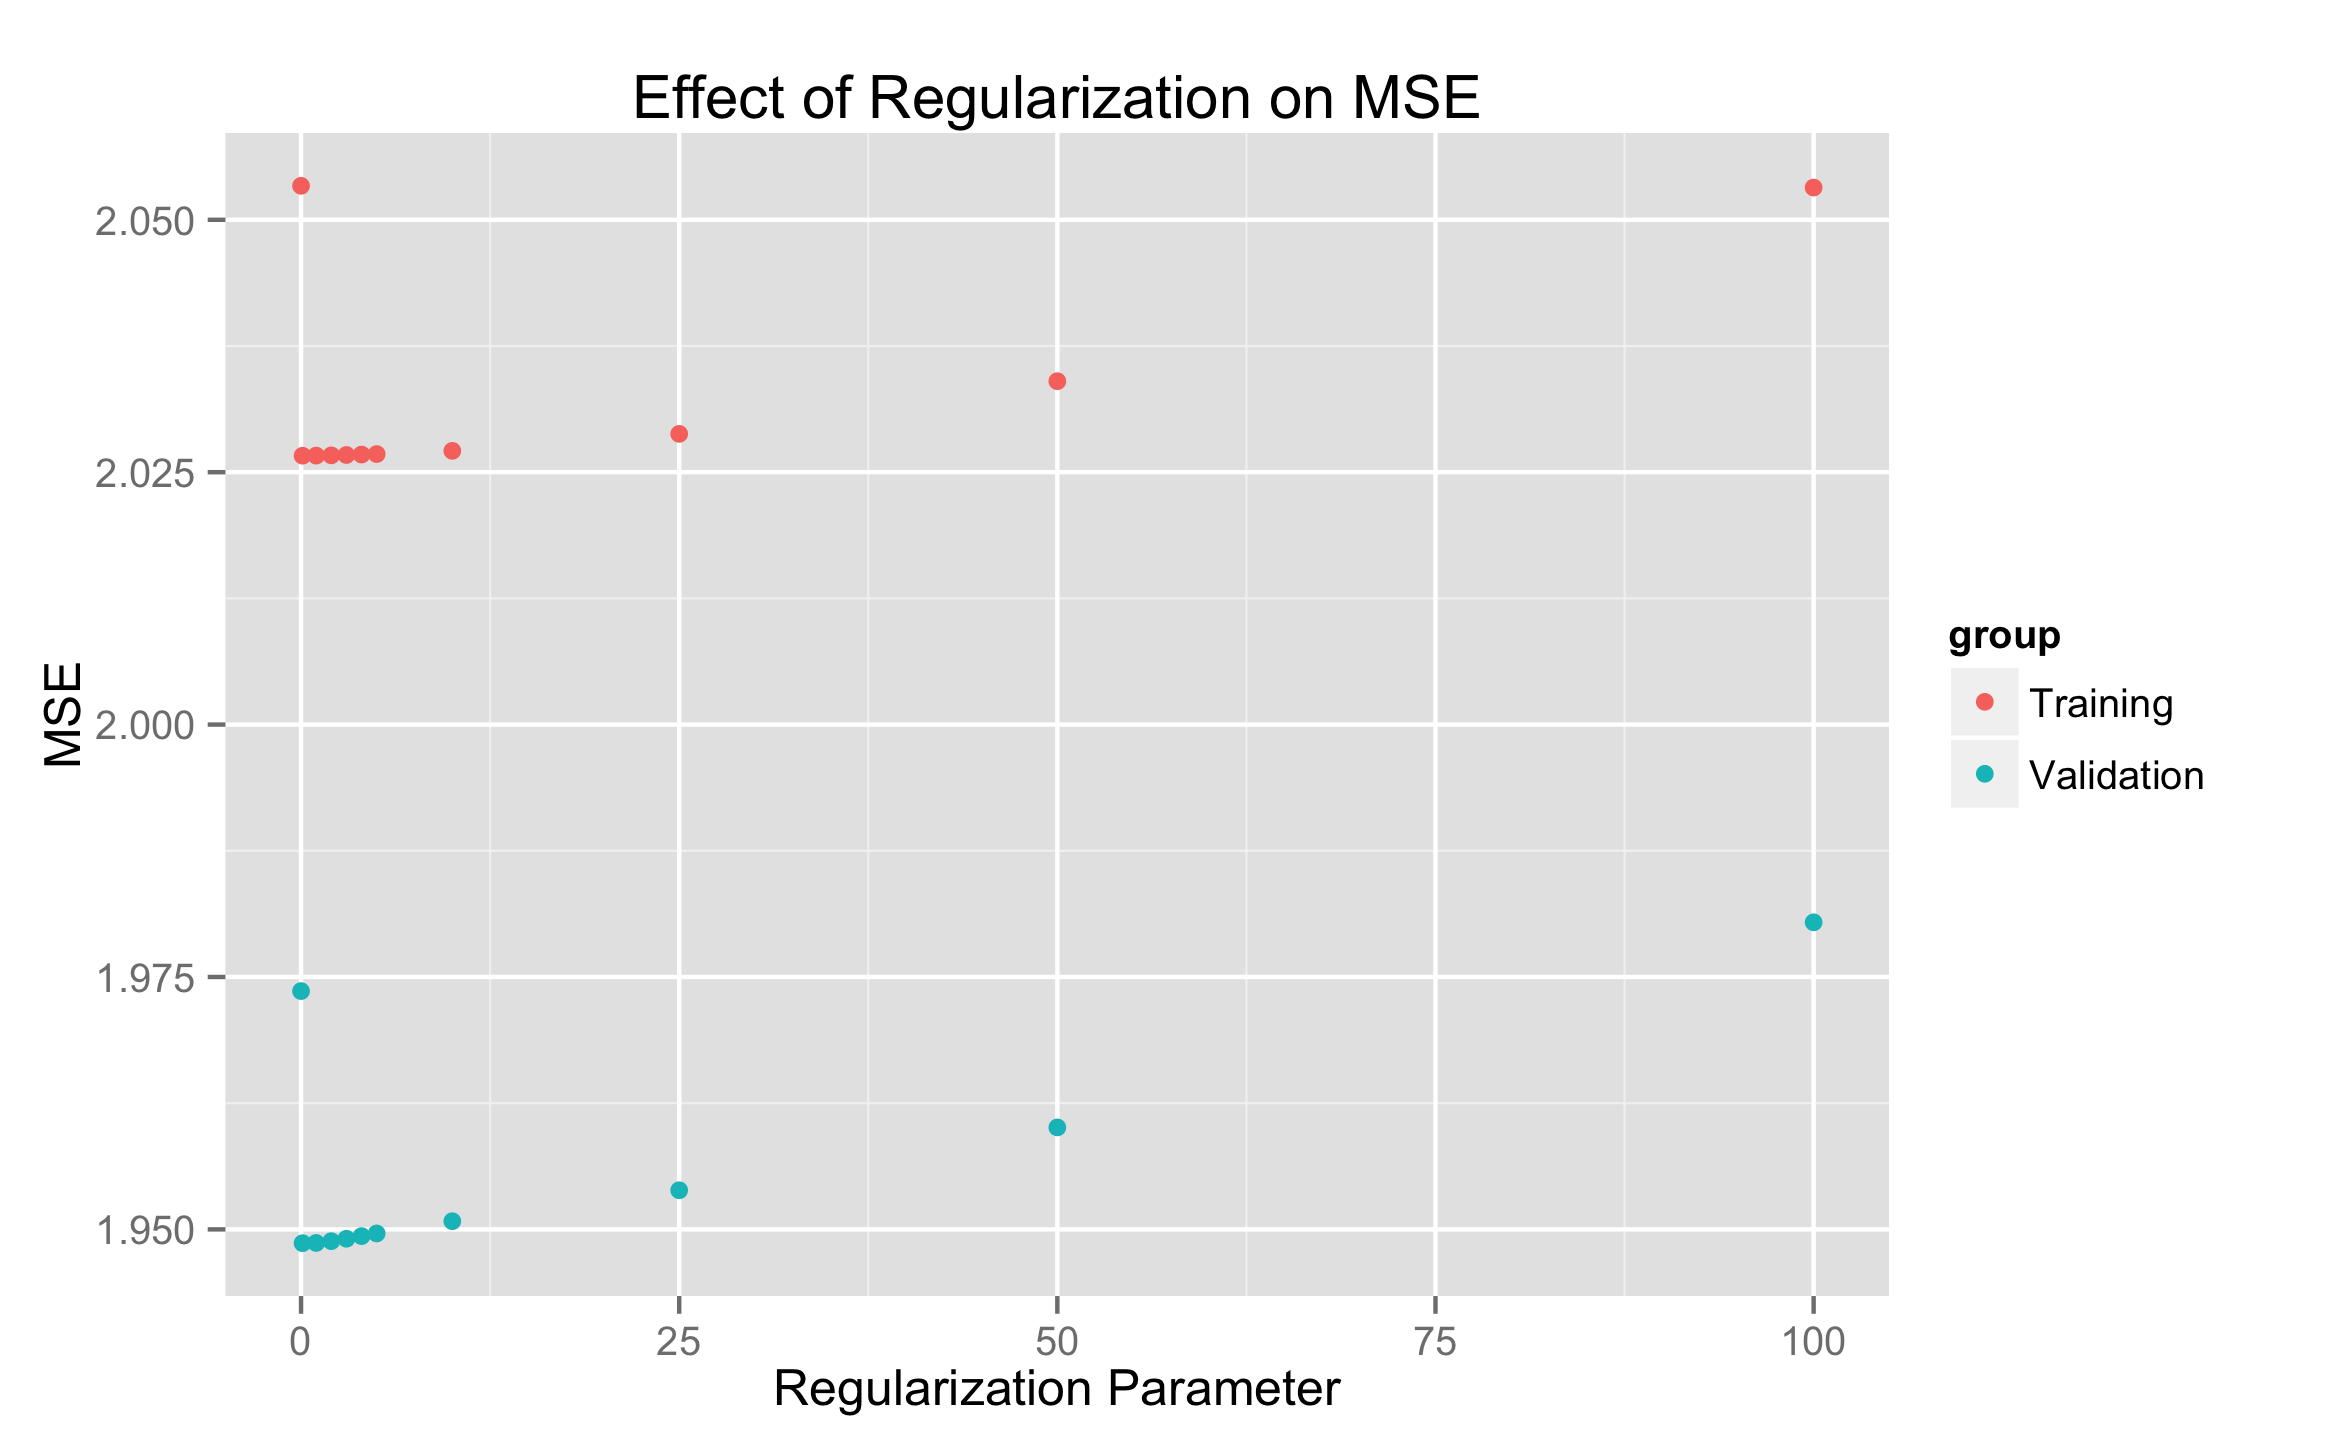 Effect of Regularization on MSE
2.050
2.025
2.000
1.975
1.950
MSE
0 25 50 75 100
Regularization Parameter
group
Training
Validation